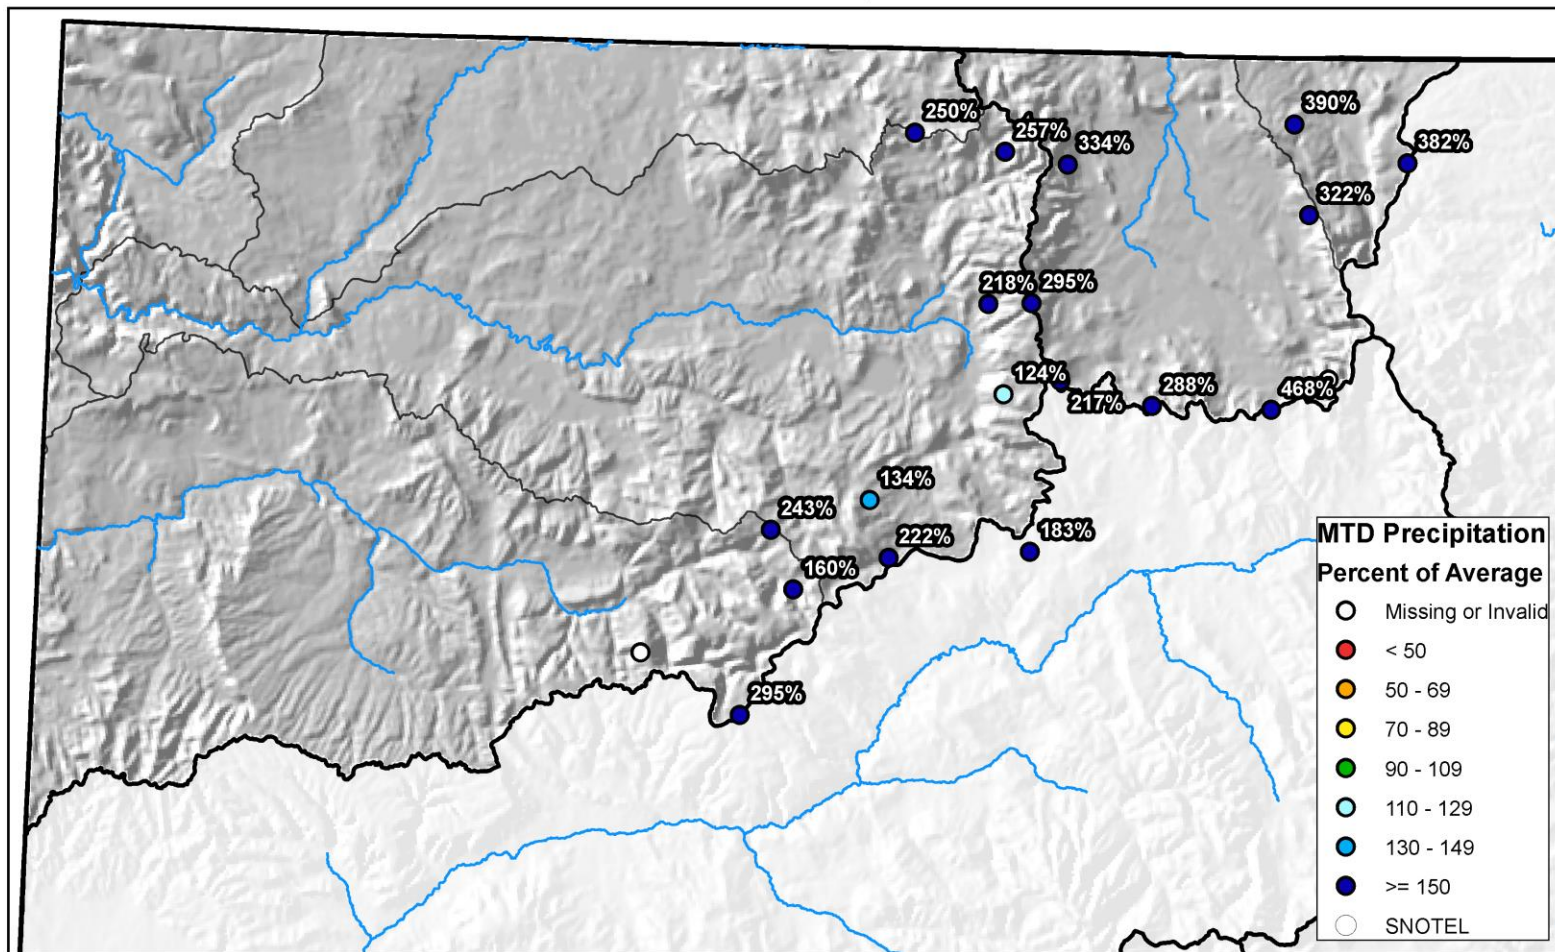 250%
390%
257%
334%
382%
322%
218%
295%
124%
217%
288%
468%
134%
243%
222%
183%
160%
295%
MTD Precipitation
Percent of Average
Missing or Invalid
< 50
50 - 69
70 - 89
90 - 109
110 - 129
130 - 149
>= 150
SNOTEL